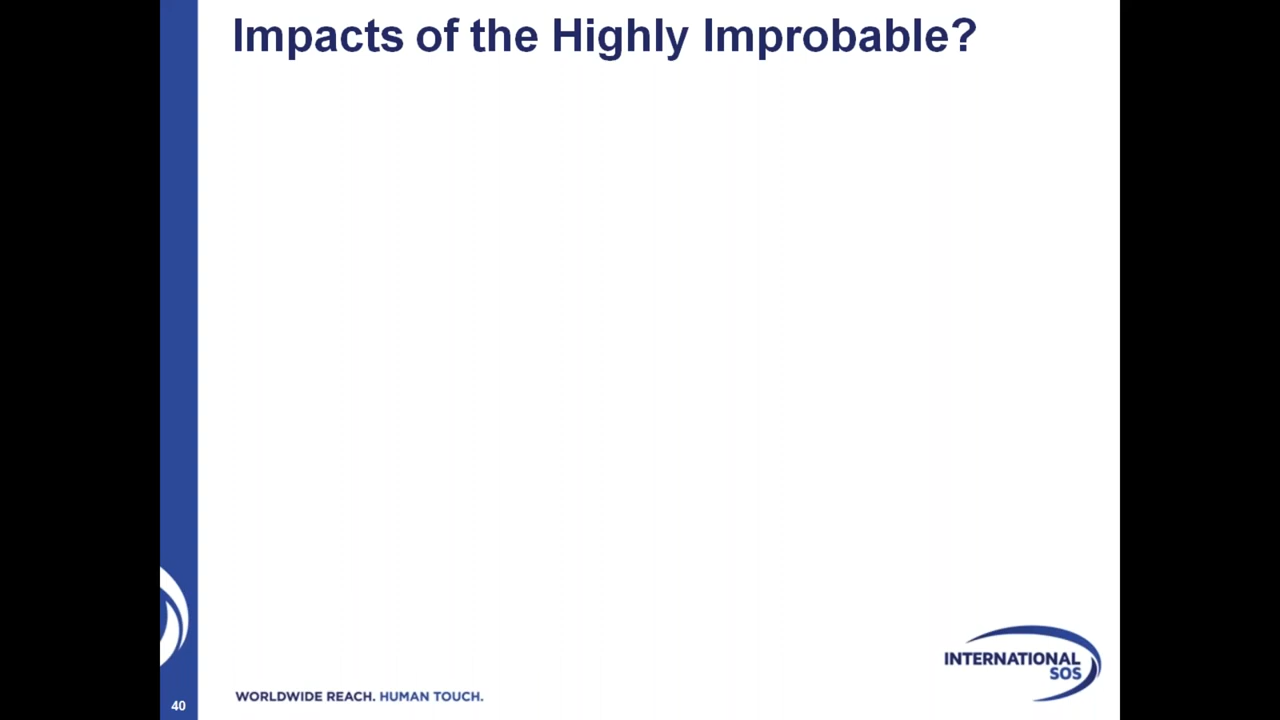 Impacts of the Highly Improbable?
INTERNATIONAL
SOS
WORLDWIDE REACH. HUMAN TOUCH.
40